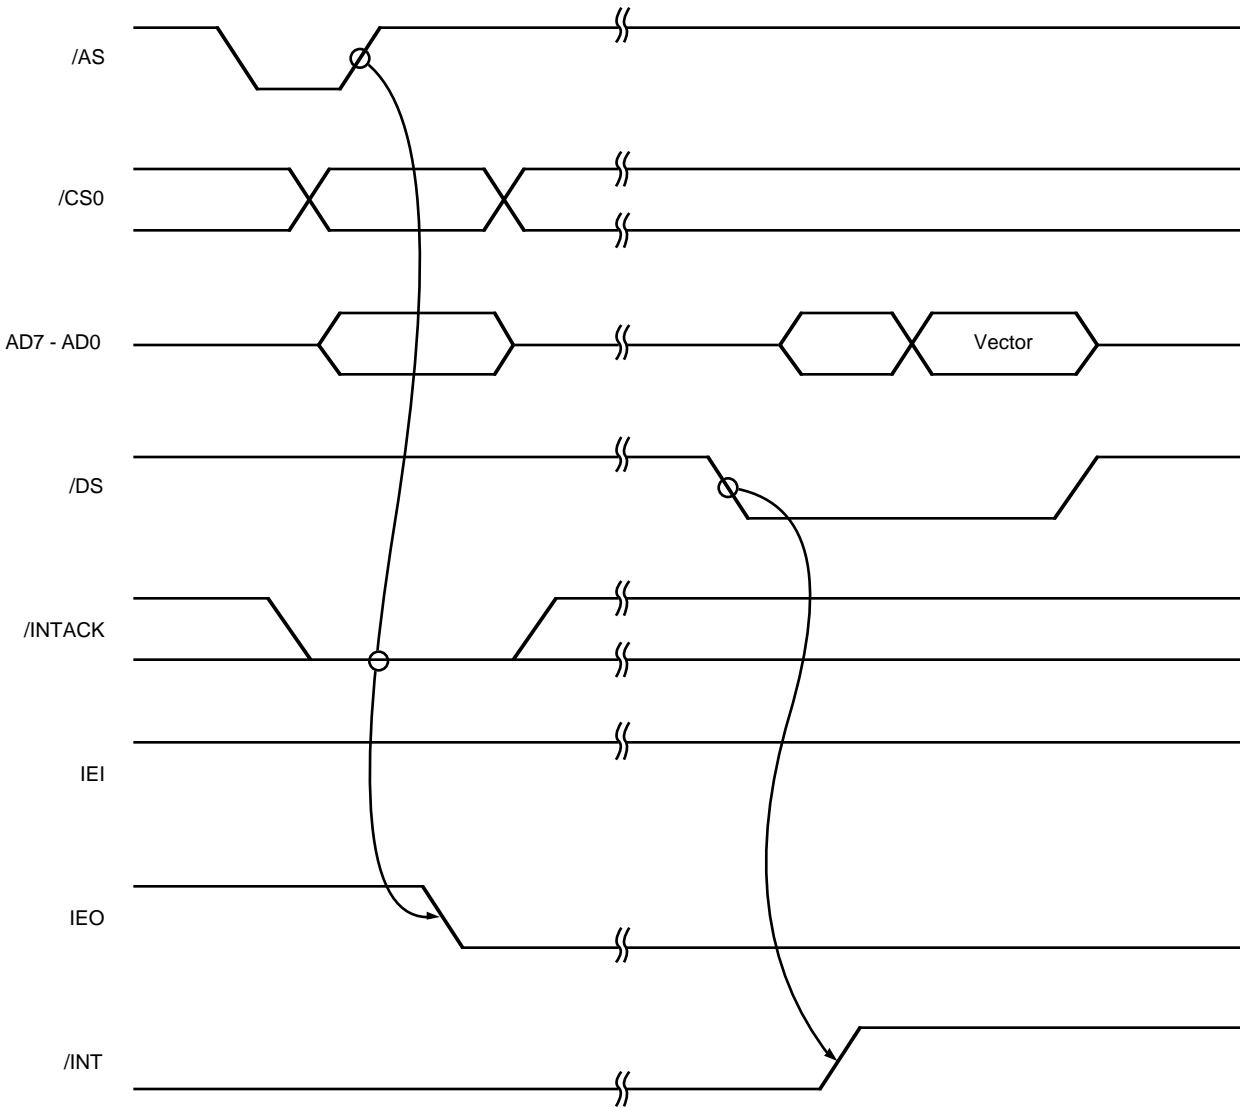 /AS
/CS0
AD7 - AD0
Vector
/DS
/INTACK
IEI
IEO
/INT